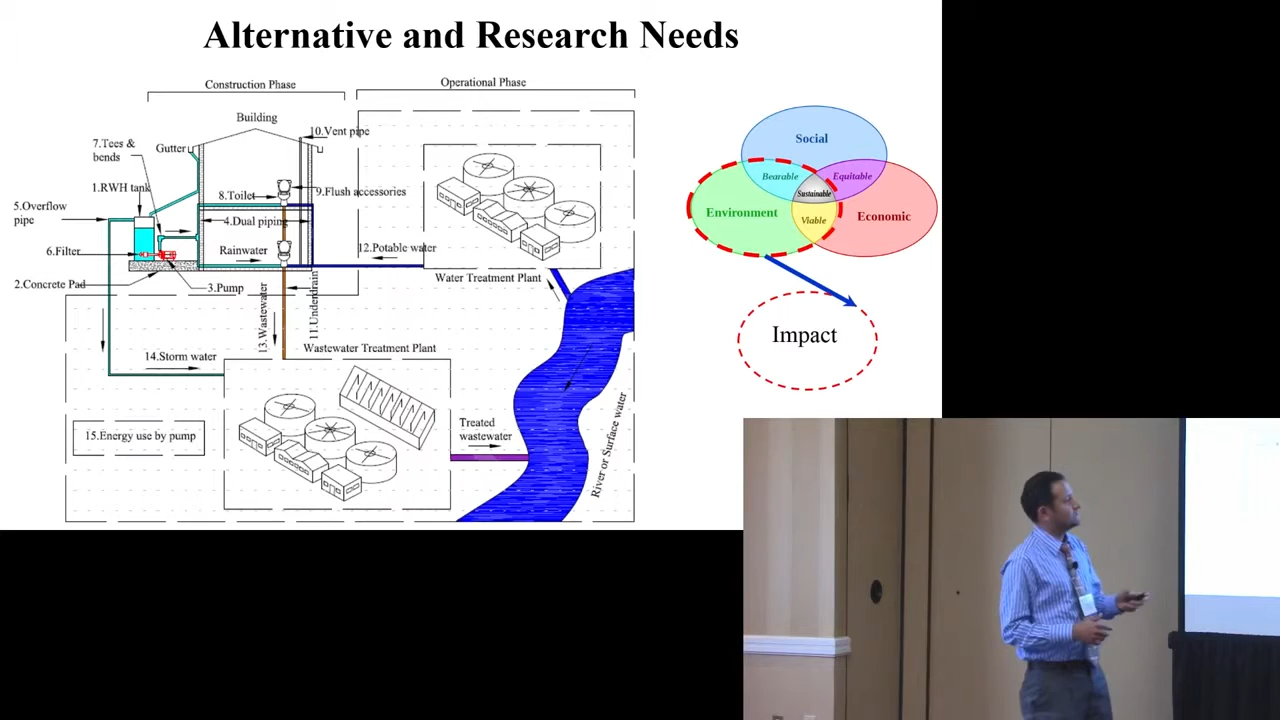 Alternative and Research Needs
Construction Phase
Operational Phase
Building
10.Vent pipe
7.Tees &
bends
Gutter
1.RWH tank
8.Toilet
9.Flush accessories
5.Overflow
pipe
4.Dual piping
6.Filter
Rainwater
12.Potable water
2.Concrete Pad
3.Pump
Water Treatment Plant
13.Wastewater
11.Underdrain
14.Storm water
Wastewater Treatment Plant
15.Energy use by pump
Treated
wastewater
River or Surface water
Social
Bearable
Equitable
Sustainable
Environment
Economic
Viable
Impact